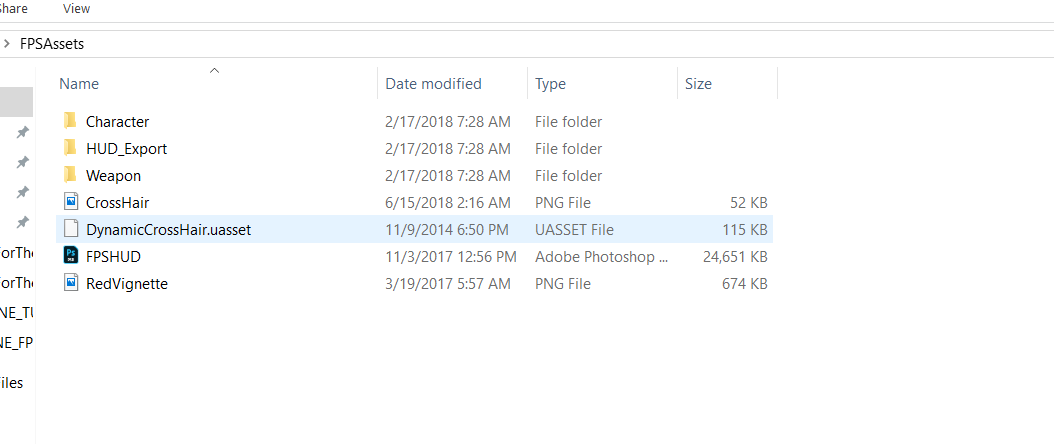 Share View
FPSAssets
Name Date modified Type Size
Character 2/17/2018 7:28 AM File folder
HUD_Export 2/17/2018 7:28 AM File folder
Weapon 2/17/2018 7:28 AM File folder
CrossHair 6/15/2018 2:16 AM PNG File 52 KB
DynamicCrossHair.uasset 11/9/2014 6:50 PM UASSET File 115 KB
orThe FPSHUD 11/3/2017 12:56 PM Adobe Photoshop ... 24,651 KB
orThe RedVignette 3/19/2017 5:57 AM PNG File 674 KB
NE_TU
NE_FP
iles